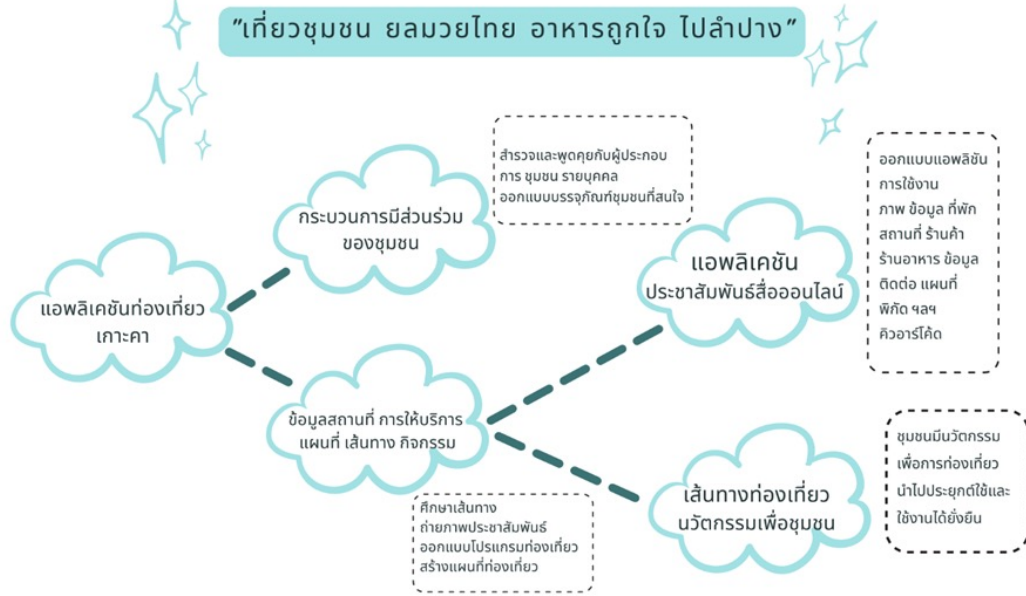 "เที่ยวชุมชน ยลมวยไทย อาหารถูกใจ ไปลำปาง"
แอพลิเคชันท่องเที่ยว
เกาะคา
กระบวนการมีส่วนร่วม
ของชุมชน
สำรวจและพูดคุยกับผู้ประกอบ
การ ชุมชน รายบุคคล
ออกแบบบรรจุภัณฑ์ชุมชนที่สนใจ
ข้อมูลสถานที่ การให้บริการ
แผนที่ เส้นทาง กิจกรรม
ศึกษาเส้นทาง
ถ่ายภาพประชาสัมพันธ์
ออกแบบโปรแกรมท่องเที่ยว
สร้างแผนที่ท่องเที่ยว
แอพลิเคชัน
ประชาสัมพันธ์สื่อออนไลน์
ออกแบบแอพลิชัน
การใช้งาน
ภาพ ข้อมูล ที่พัก
สถานที่ ร้านค้า
ร้านอาหาร ข้อมูล
ติดต่อ แผนที่
พิกัด ฯลฯ
คิวอาร์โค้ด
เส้นทางท่องเที่ยว
นวัตกรรมเพื่อชุมชน
ชุมชนมีนวัตกรรม
เพื่อการท่องเที่ยว
นำไปประยุกต์ใช้และ
ใช้งานได้ยั่งยืน